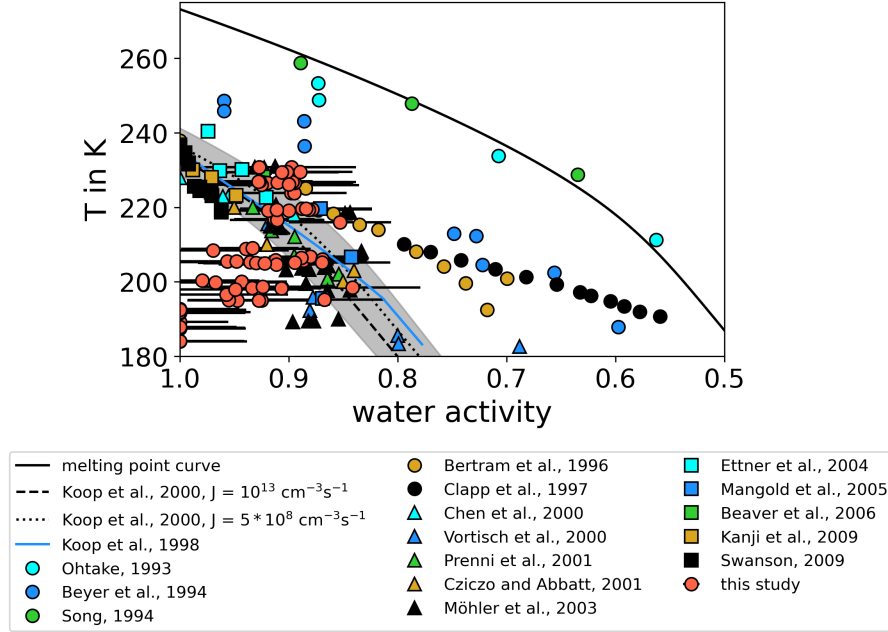 260
240
220
200
180
T in K
1.0
0.9
0.8
0.7
0.6
0.5
water activity
melting point curve
Koop et al., 2000, J = 10¹³ cm⁻³s⁻¹
Koop et al., 2000, J = 5 * 10⁸ cm⁻³s⁻¹
Koop et al., 1998
Ohtake, 1993
Beyer et al., 1994
Song, 1994
Bertram et al., 1996
Clapp et al., 1997
Chen et al., 2000
Vortisch et al., 2000
Prenni et al., 2001
Cziczo and Abbatt, 2001
Möhler et al., 2003
Ettner et al., 2004
Mangold et al., 2005
Beaver et al., 2006
Kanji et al., 2009
Swanson, 2009
this study